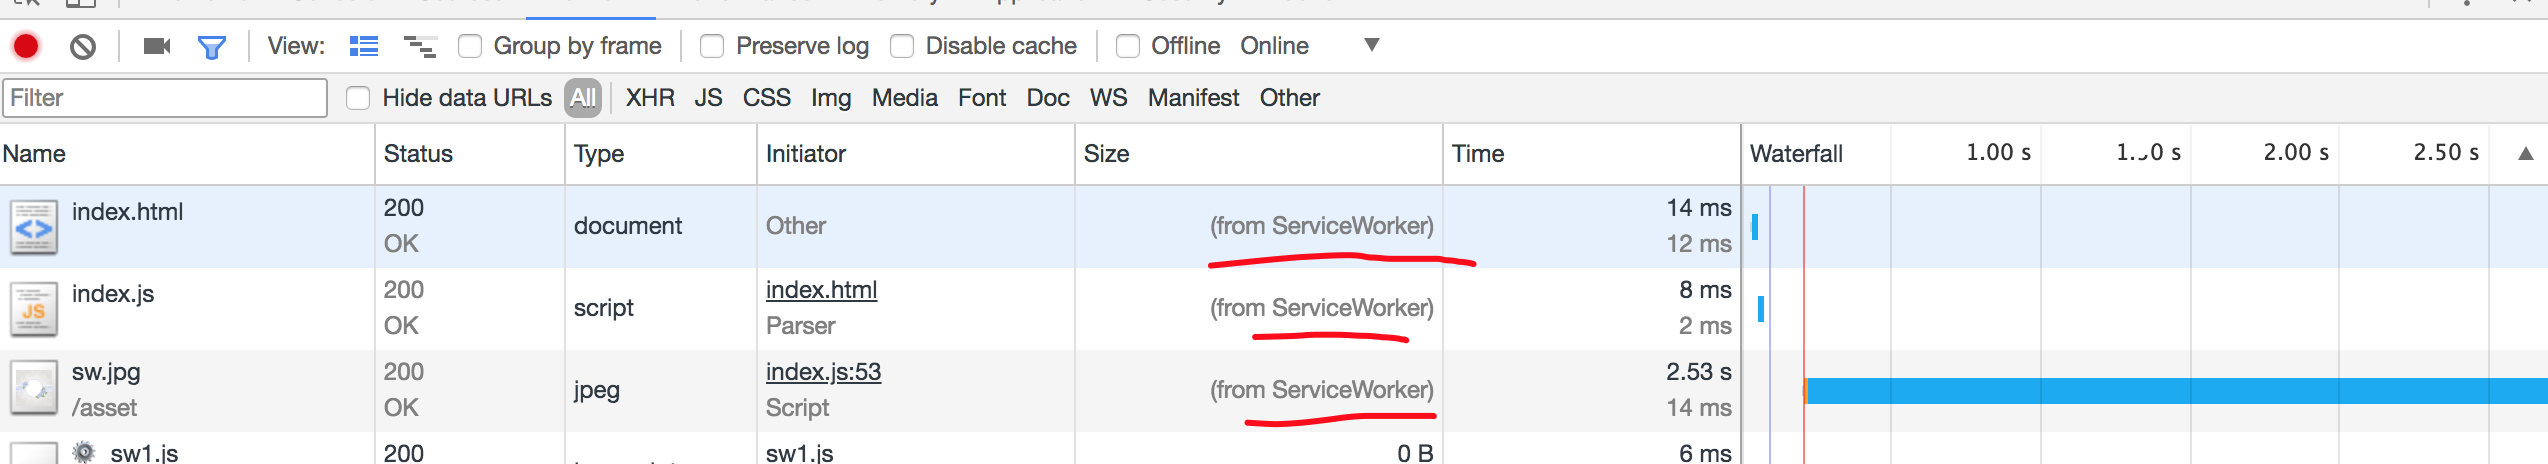 View: Group by frame Preserve log Disable cache Offline Online
Filter Hide data URLs All XHR JS CSS Img Media Font Doc WS Manifest Other
Name Status Type Initiator Size Time Waterfall 1.00 s 2.00 s 2.50 s
index.html 200 OK document Other (from ServiceWorker) 14 ms 12 ms
index.js 200 OK script index.html Parser (from ServiceWorker) 8 ms 2 ms
sw.jpg /asset 200 OK jpeg index.js:53 Script (from ServiceWorker) 2.53 s 14 ms
sw1.js 200 sw1.js 0 B 6 ms